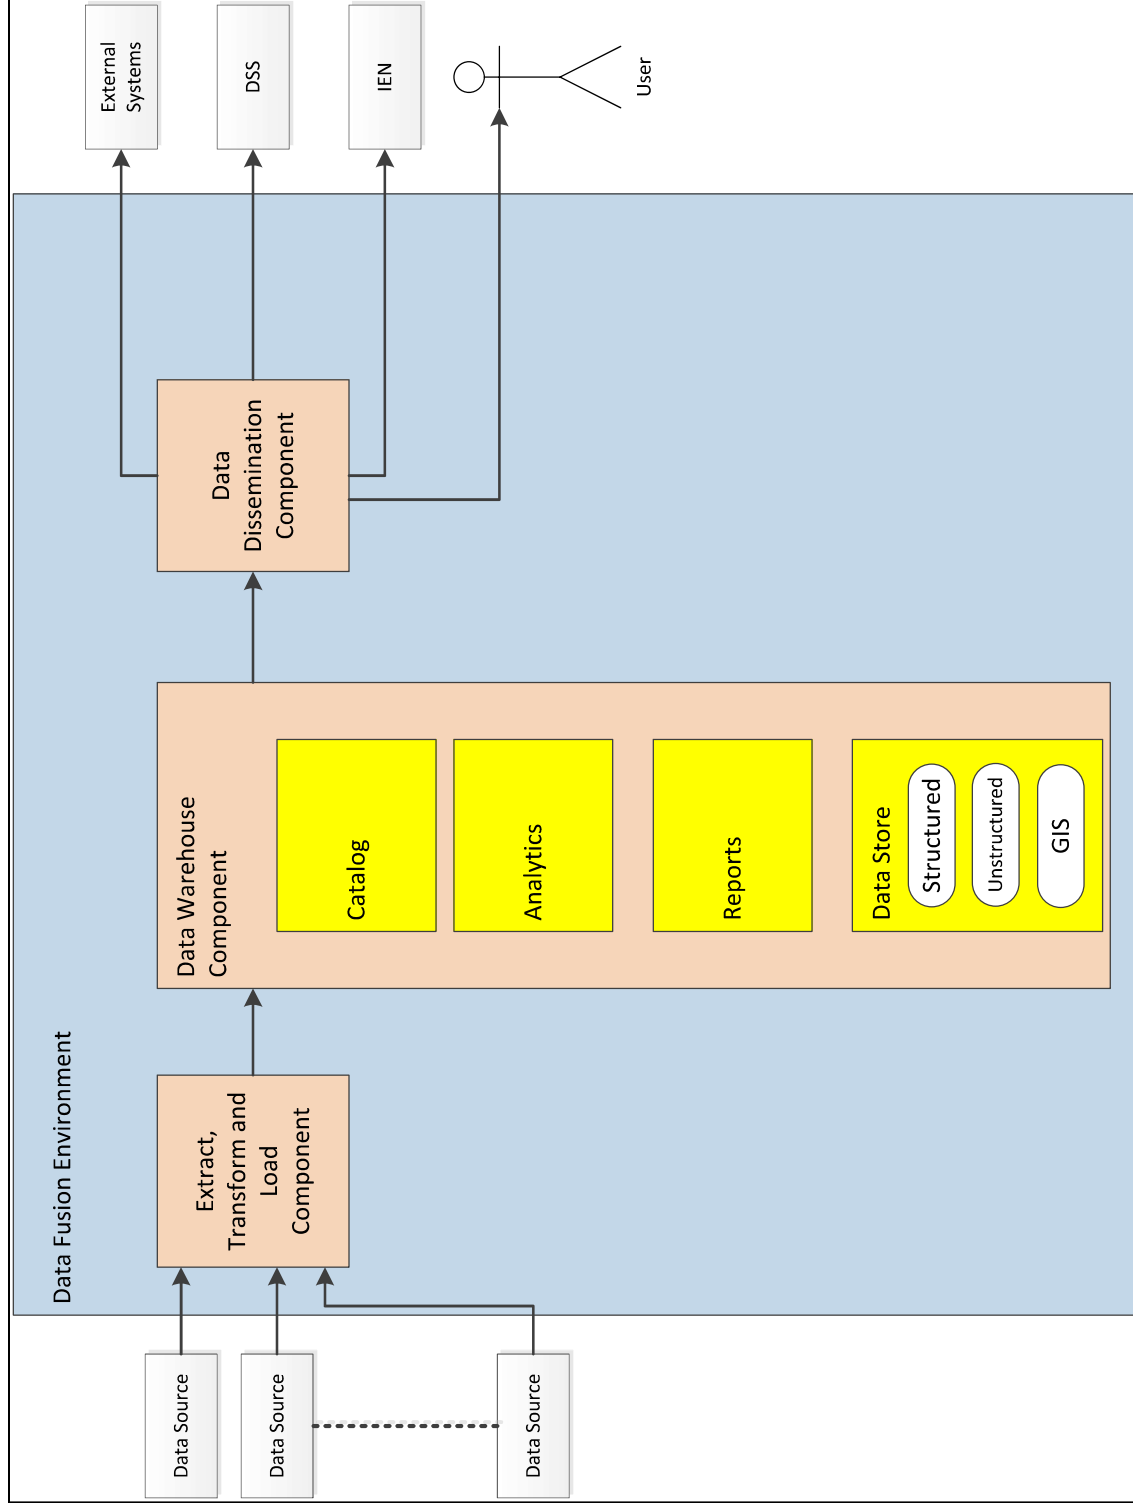 Data Fusion Environment
Data Source
Data Source
Data Source
Extract,
Transform and
Load
Component
Data Warehouse
Component
Catalog
Analytics
Reports
Data Store
Structured
Unstructured
GIS
Data
Dissemination
Component
External
Systems
DSS
IEN
User